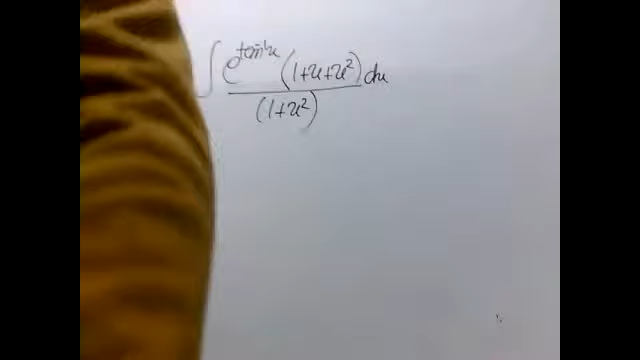 ∫ e^{tan⁻¹x} (1+x+x²) dx
(1+x²)